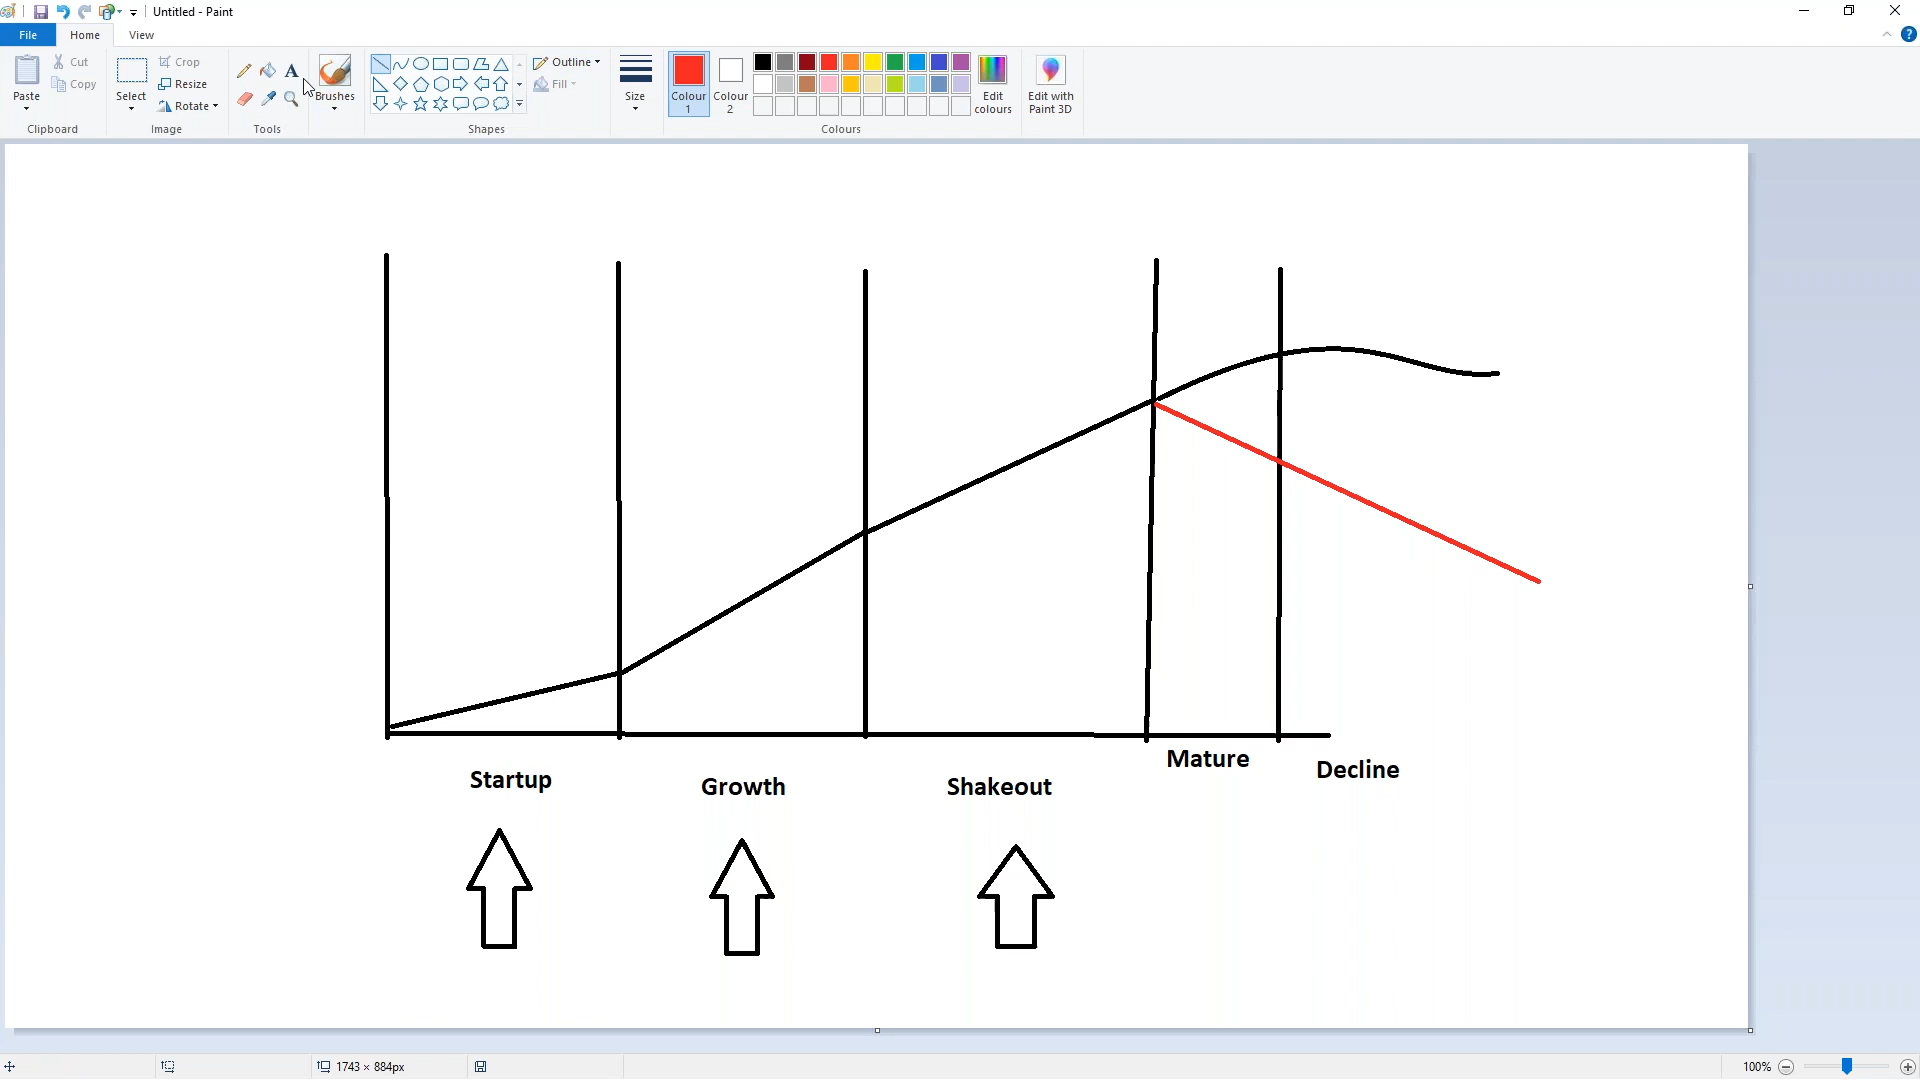 Untitled - Paint
File Home View
Paste
Cut
Copy
Clipboard
Select
Crop
Resize
Rotate
Image
A
Tools
Brushes
Shapes
Outline
Fill
Size
Colour 1
Colour 2
Colours
Edit colours
Edit with Paint 3D
?
Startup
Growth
Shakeout
Mature
Decline
1743 × 884px
100%